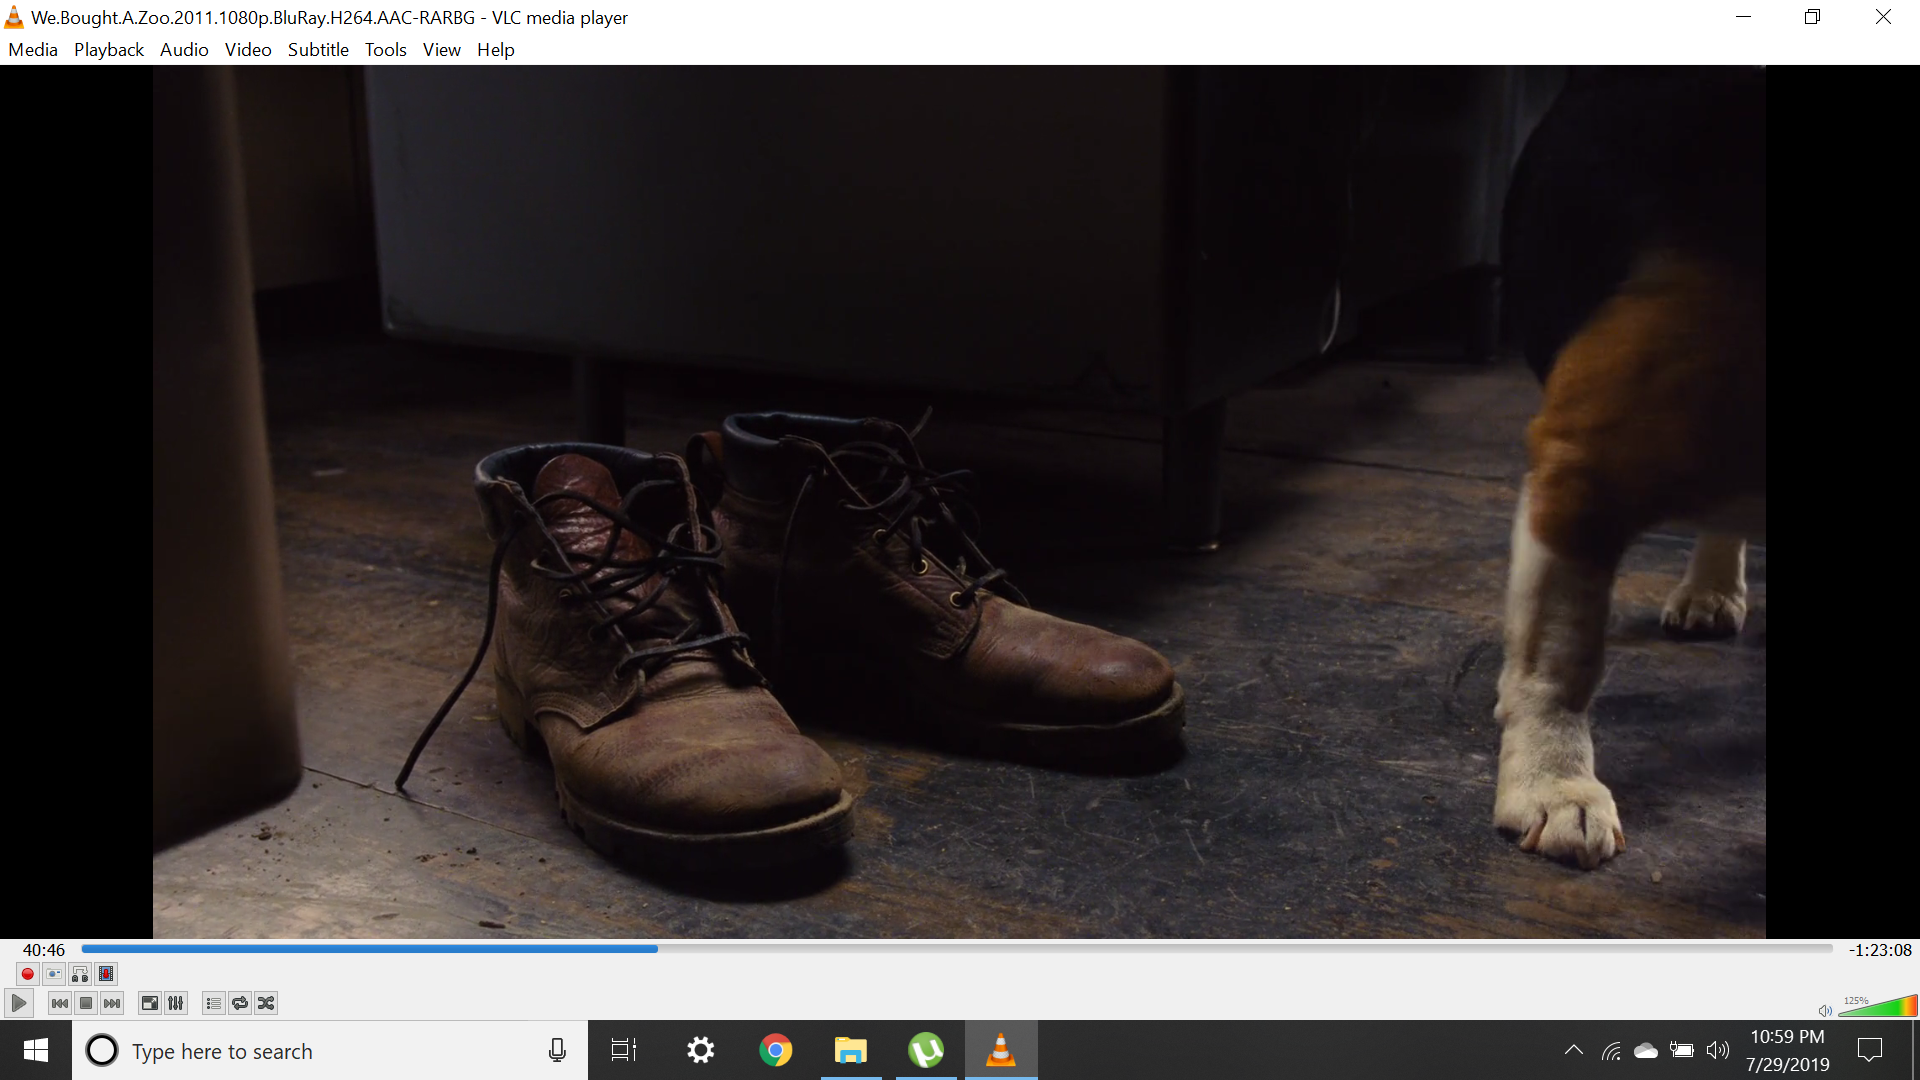 We.Bought.A.Zoo.2011.1080p.BluRay.H264.AAC-RARBG - VLC media player
Media Playback Audio Video Subtitle Tools View Help
40:46 -1:23:08
125%
Type here to search
10:59 PM
7/29/2019